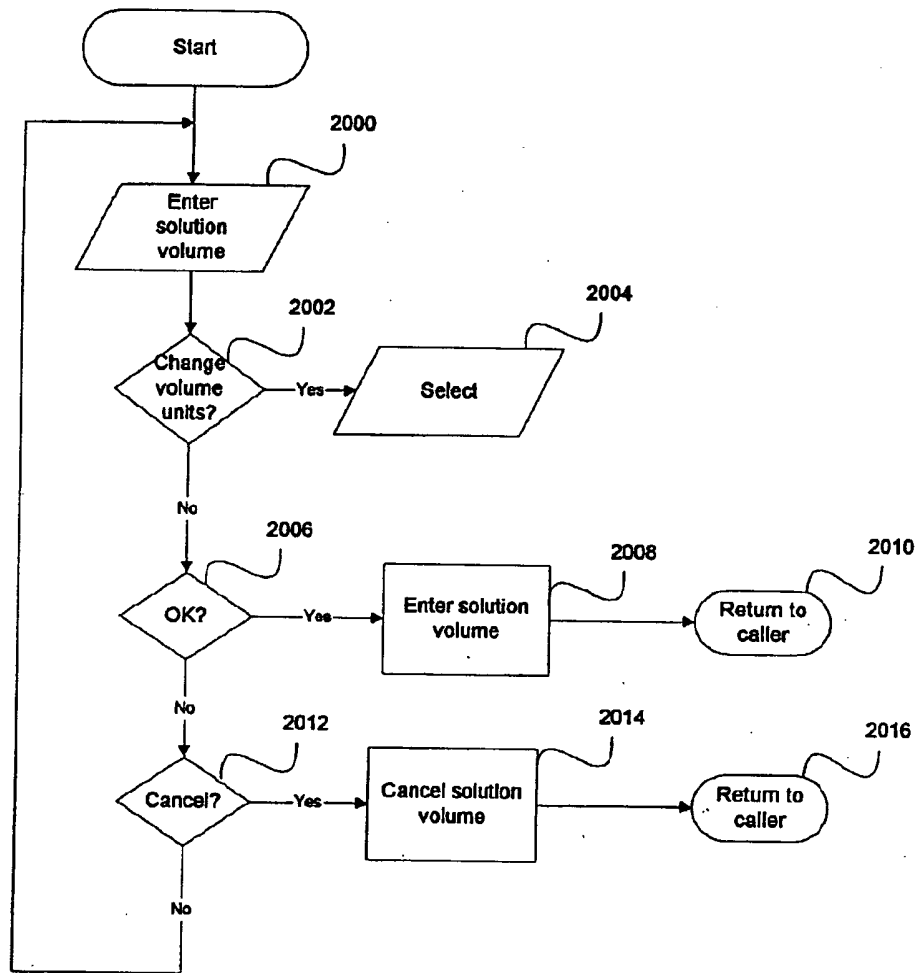 Start
2000
Enter
solution
volume
2002
2004
Change
volume
units?
Yes
Select
No
2006
2008
2010
OK?
Yes
Enter solution
volume
Return to
caller
No
2012
2014
2016
Cancel?
Yes
Cancel solution
volume
Return to
caller
No